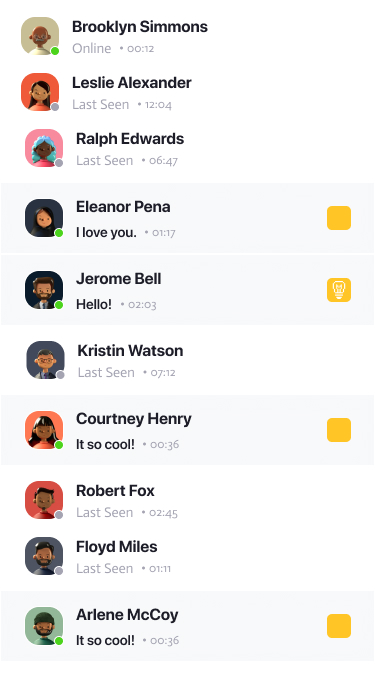 Brooklyn Simmons
Online • 00:12
Leslie Alexander
Last Seen • 12:04
Ralph Edwards
Last Seen • 06:47
Eleanor Pena
I love you. • 01:17
Jerome Bell
Hello! • 02:03
Kristin Watson
Last Seen • 07:12
Courtney Henry
It so cool! • 00:36
Robert Fox
Last Seen • 02:45
Floyd Miles
Last Seen • 01:11
Arlene McCoy
It so cool! • 00:36